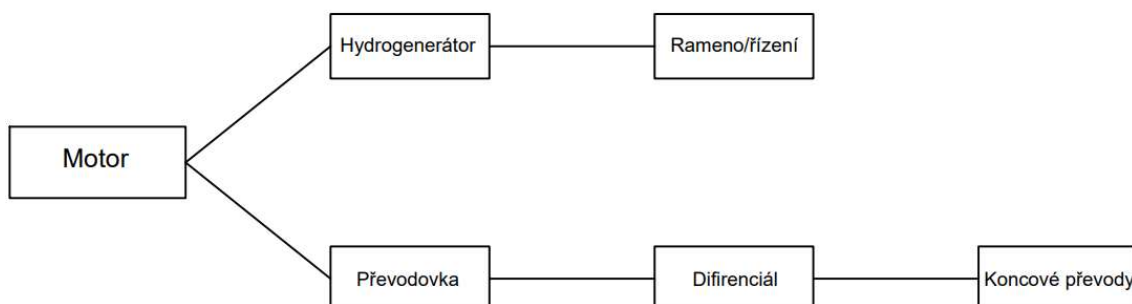 Hydrogenerátor
Rameno/řízení
Motor
Převodovka
Difirenciál
Koncové převody